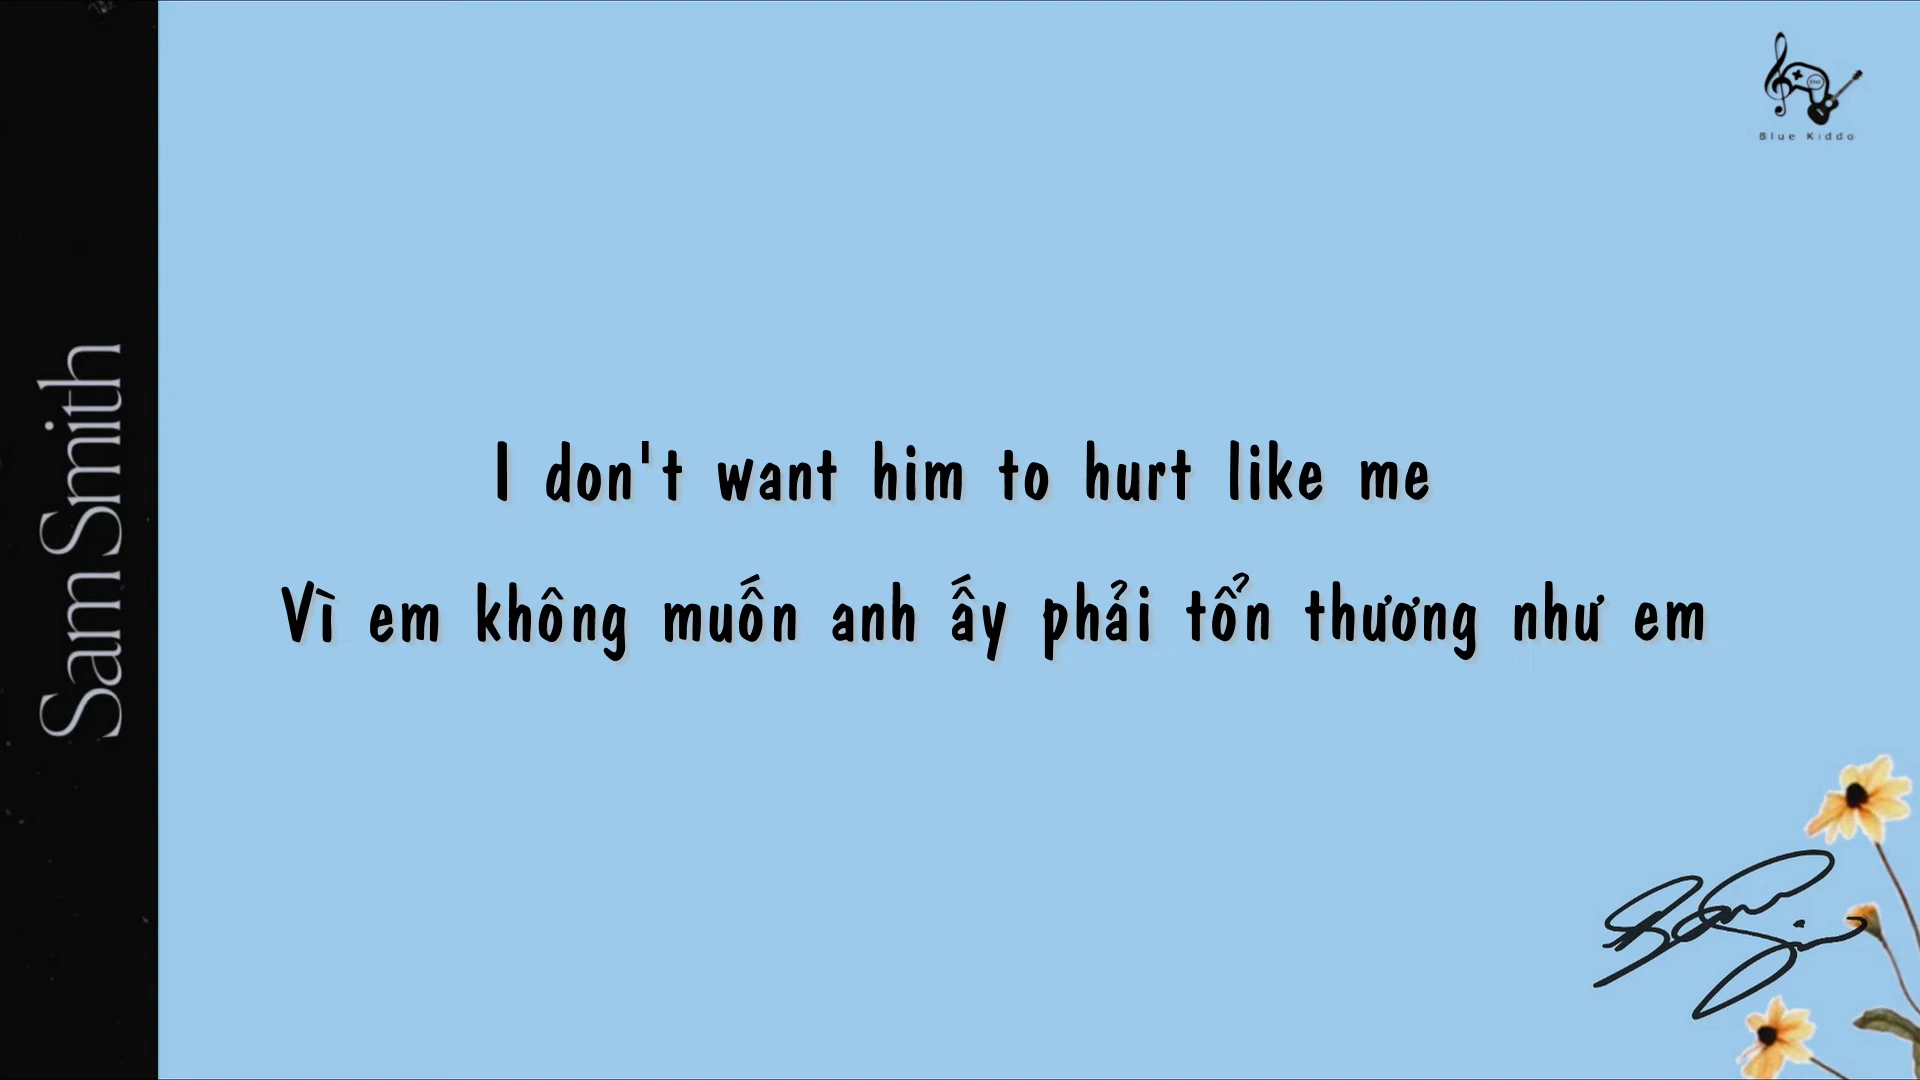 Sam Smith
Blue Kiddo
I don't want him to hurt like me
Vì em không muốn anh ấy phải tổn thương như em